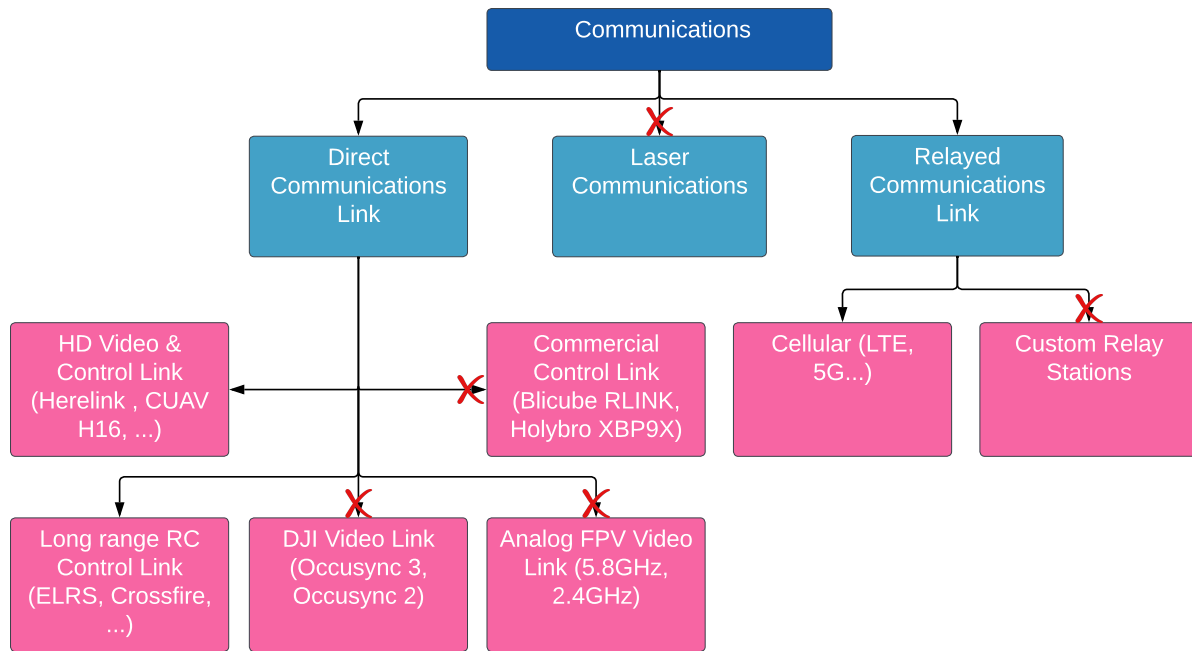 Communications
Direct
Communications
Link
Laser
Communications
Relayed
Communications
Link
HD Video &
Control Link
(Herelink , CUAV
H16, ...)
Commercial
Control Link
(Blicube RLINK,
Holybro XBP9X)
Cellular (LTE,
5G...)
Custom Relay
Stations
Long range RC
Control Link
(ELRS, Crossfire,
...)
DJI Video Link
(Occusync 3,
Occusync 2)
Analog FPV Video
Link (5.8GHz,
2.4GHz)